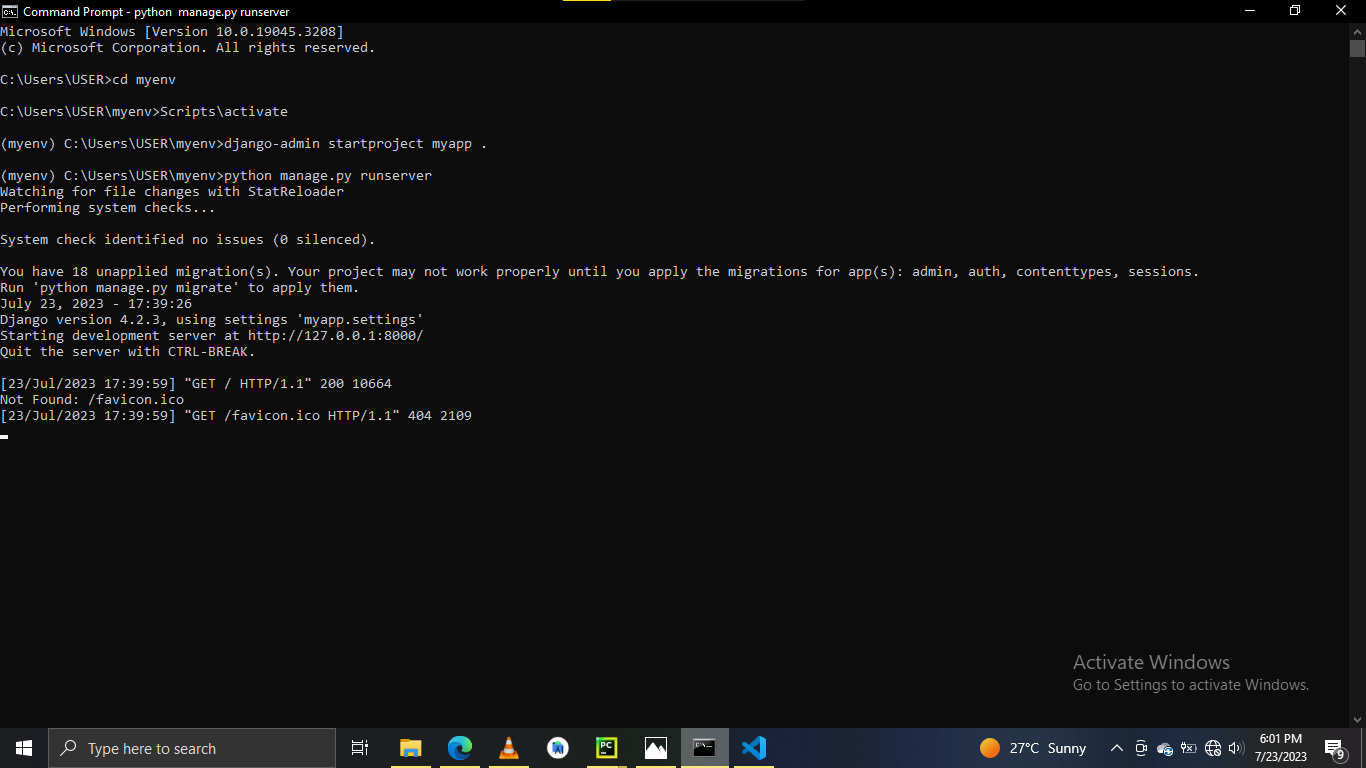 Command Prompt - python  manage.py runserver
Microsoft Windows [Version 10.0.19045.3208]
(c) Microsoft Corporation. All rights reserved.
C:\Users\USER>cd myenv
C:\Users\USER\myenv>Scripts\activate
(myenv) C:\Users\USER\myenv>django-admin startproject myapp .
(myenv) C:\Users\USER\myenv>python manage.py runserver
Watching for file changes with StatReloader
Performing system checks...
System check identified no issues (0 silenced).
You have 18 unapplied migration(s). Your project may not work properly until you apply the migrations for app(s): admin, auth, contenttypes, sessions.
Run 'python manage.py migrate' to apply them.
July 23, 2023 - 17:39:26
Django version 4.2.3, using settings 'myapp.settings'
Starting development server at http://127.0.0.1:8000/
Quit the server with CTRL-BREAK.
[23/Jul/2023 17:39:59] "GET / HTTP/1.1" 200 10664
Not Found: /favicon.ico
[23/Jul/2023 17:39:59] "GET /favicon.ico HTTP/1.1" 404 2109
Activate Windows
Go to Settings to activate Windows.
Type here to search
PC
27°C Sunny
6:01 PM
7/23/2023
9